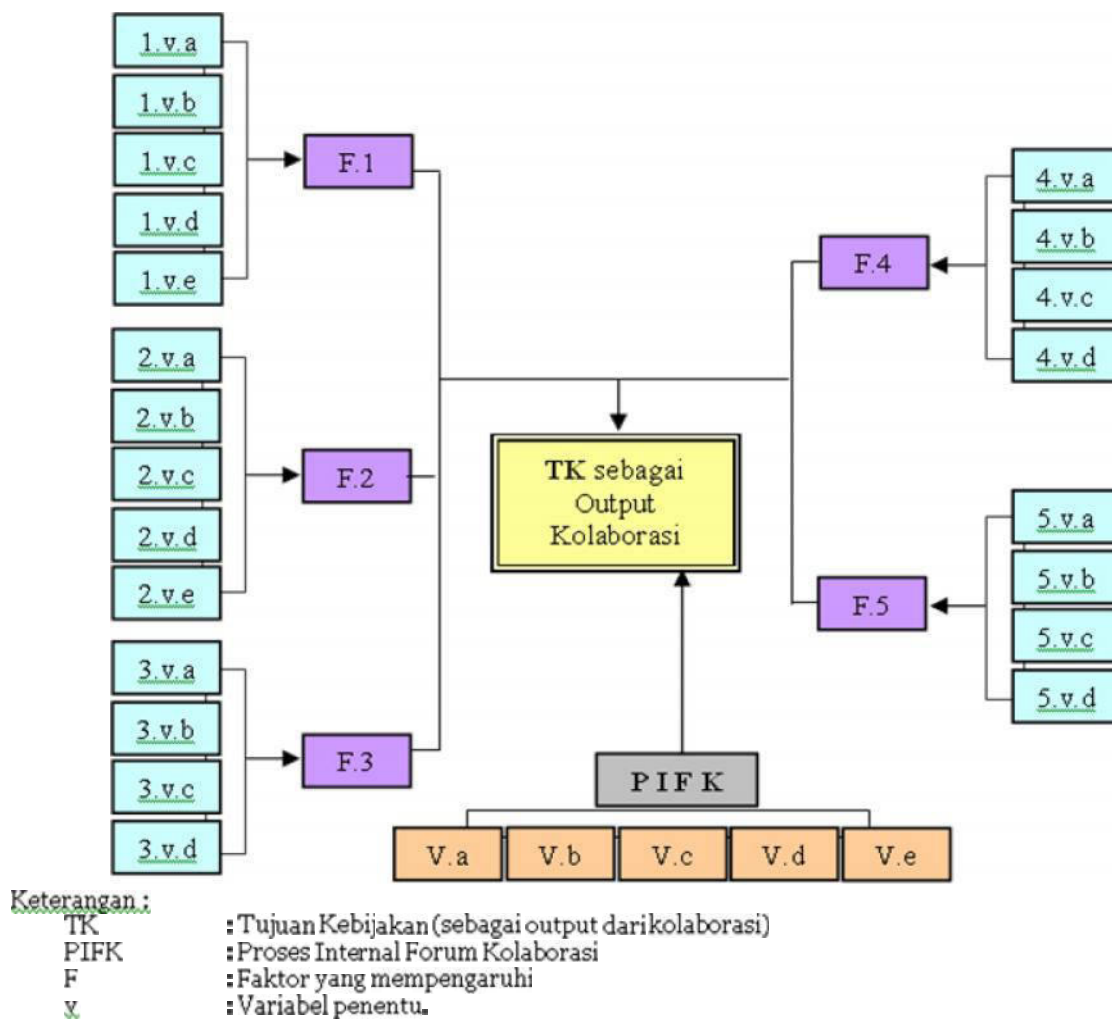 1.v.a
1.v.b
1.v.c
1.v.d
1.v.e
F.1
2.v.a
2.v.b
2.v.c
2.v.d
2.v.e
F.2
3.v.a
3.v.b
3.v.c
3.v.d
F.3
4.v.a
4.v.b
4.v.c
4.v.d
F.4
5.v.a
5.v.b
5.v.c
5.v.d
F.5
TK sebagai
Output
Kolaborasi
P I F K
V.a V.b V.c V.d V.e
Keterangan :
TK : Tujuan Kebijakan (sebagai output dari kolaborasi)
PIFK : Proses Internal Forum Kolaborasi
F : Faktor yang mempengaruhi
v : Variabel penentu.